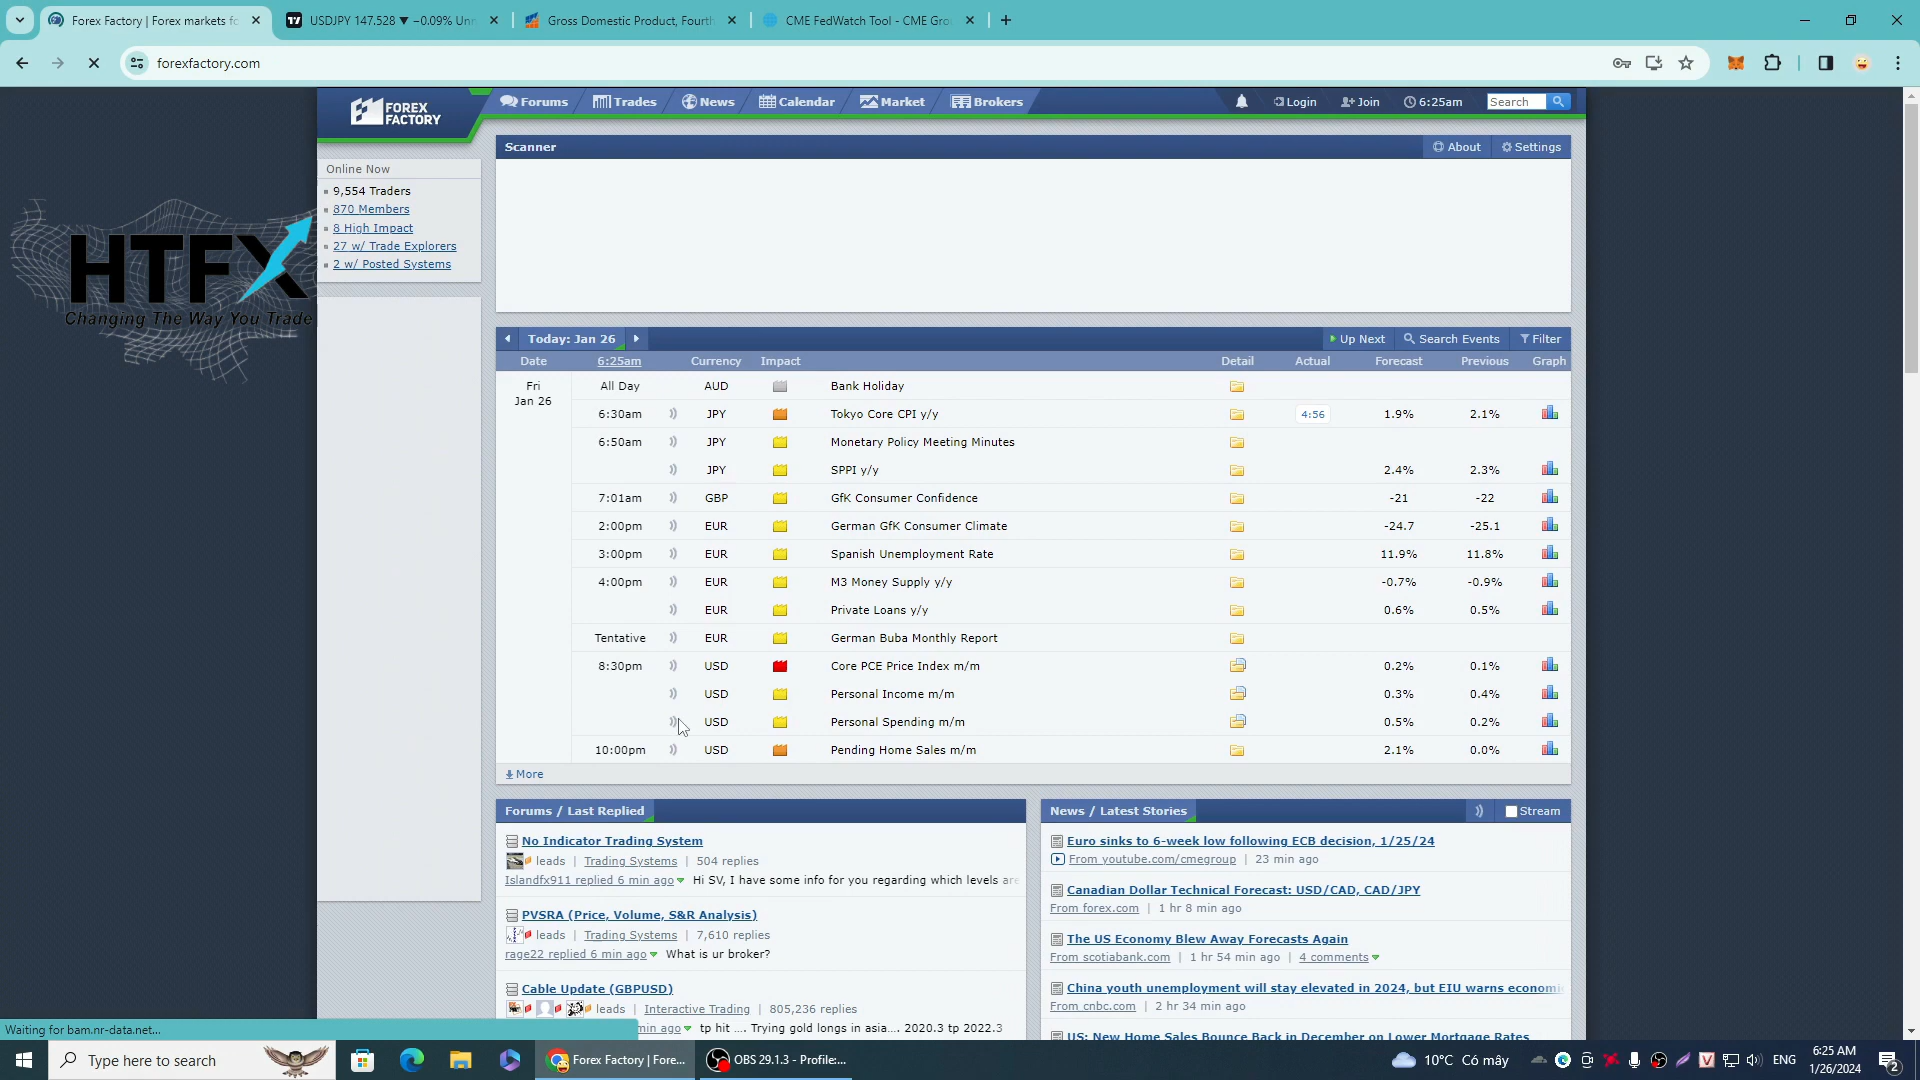 Forex Factory | Forex markets fo
USDJPY 147.528 ▼ −0.09% Unn
Gross Domestic Product, Fourth
CME FedWatch Tool - CME Gro
forexfactory.com
FOREX FACTORY
Forums
Trades
News
Calendar
Market
Brokers
Login
Join
6:25am
Search
Online Now
9,554 Traders
870 Members
8 High Impact
27 w/ Trade Explorers
2 w/ Posted Systems
HTFX
Changing The Way You Trade
Scanner
About
Settings
Today: Jan 26
Up Next
Search Events
Filter
Date 6:25am Currency Impact Detail Actual Forecast Previous Graph
Fri Jan 26
All Day AUD Bank Holiday
6:30am JPY Tokyo Core CPI y/y 4:56 1.9% 2.1%
6:50am JPY Monetary Policy Meeting Minutes
JPY SPPI y/y 2.4% 2.3%
7:01am GBP GfK Consumer Confidence -21 -22
2:00pm EUR German GfK Consumer Climate -24.7 -25.1
3:00pm EUR Spanish Unemployment Rate 11.9% 11.8%
4:00pm EUR M3 Money Supply y/y -0.7% -0.9%
EUR Private Loans y/y 0.6% 0.5%
Tentative EUR German Buba Monthly Report
8:30pm USD Core PCE Price Index m/m 0.2% 0.1%
USD Personal Income m/m 0.3% 0.4%
USD Personal Spending m/m 0.5% 0.2%
10:00pm USD Pending Home Sales m/m 2.1% 0.0%
More
Forums / Last Replied
No Indicator Trading System
leads | Trading Systems | 504 replies
Islandfx911 replied 6 min ago Hi SV, I have some info for you regarding which levels are
PVSRA (Price, Volume, S&R Analysis)
leads | Trading Systems | 7,610 replies
rage22 replied 6 min ago What is ur broker?
Cable Update (GBPUSD)
leads | Interactive Trading | 805,236 replies
min ago tp hit .... Trying gold longs in asia.... 2020.3 tp 2022.3
News / Latest Stories
Stream
Euro sinks to 6-week low following ECB decision, 1/25/24
From youtube.com/cmegroup | 23 min ago
Canadian Dollar Technical Forecast: USD/CAD, CAD/JPY
From forex.com | 1 hr 8 min ago
The US Economy Blew Away Forecasts Again
From scotiabank.com | 1 hr 54 min ago | 4 comments
China youth unemployment will stay elevated in 2024, but EIU warns economi
From cnbc.com | 2 hr 34 min ago
US: New Home Sales Bounce Back in December on Lower Mortgage Rates
Waiting for bam.nr-data.net...
Type here to search
Forex Factory | Fore...
OBS 29.1.3 - Profile:...
10°C Có mây
ENG
6:25 AM
1/26/2024
2